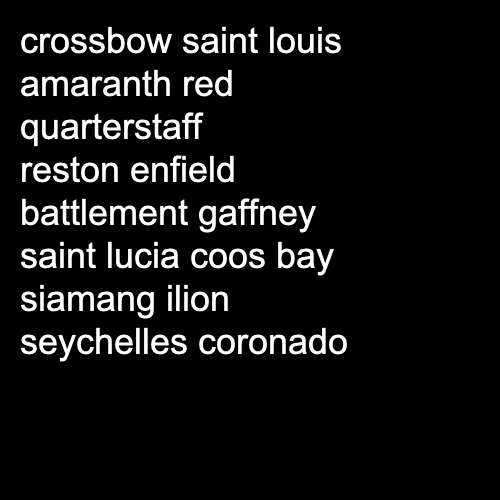 crossbow saint louis
amaranth red
quarterstaff
reston enfield
battlement gaffney
saint lucia coos bay
siamang ilion
seychelles coronado